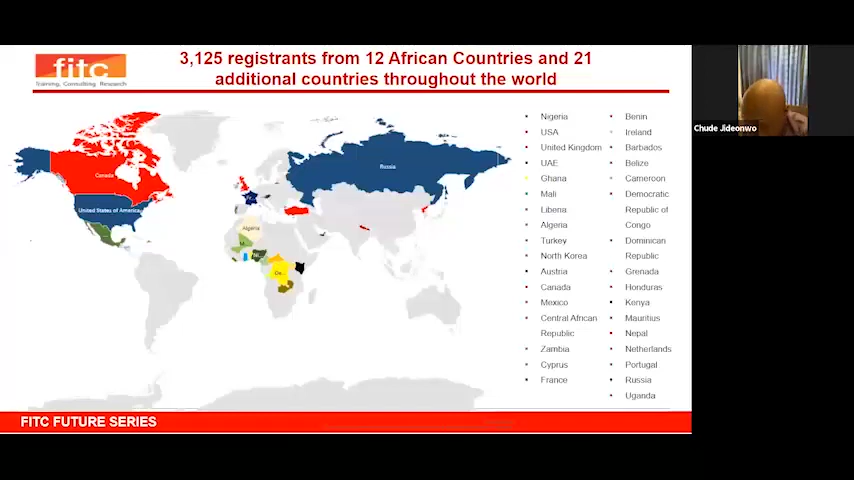 3,125 registrants from 12 African Countries and 21
additional countries throughout the world
fitc
Training, Consulting, Research
Canada
United States of America
Russia
Algeria
Nigeria
USA
United Kingdom
UAE
Ghana
Mali
Liberia
Algeria
Turkey
North Korea
Austria
Canada
Mexico
Central African
Republic
Zambia
Cyprus
France
Benin
Ireland
Barbados
Belize
Cameroon
Democratic
Republic of
Congo
Dominican
Republic
Grenada
Honduras
Kenya
Mauritius
Nepal
Netherlands
Portugal
Russia
Uganda
FITC FUTURE SERIES
Chude Jideonwo